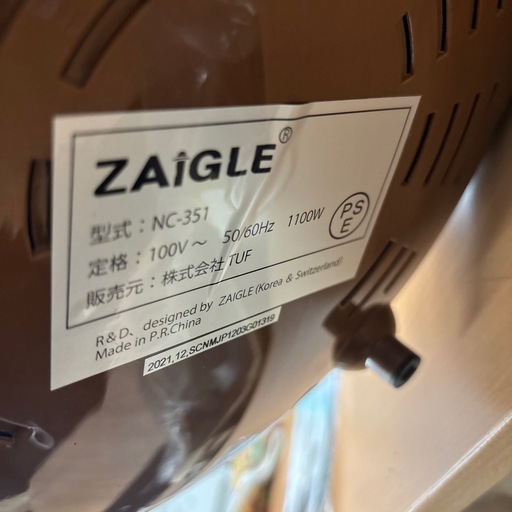 ZAiGLE®
型式：NC-351
定格：100V～ 50/60Hz 1100W
PS
E
販売元：株式会社 TUF
R&D、designed by ZAIGLE (Korea & Switzerland)
Made in P.R.China
2021.12,SCNMJP1203G01319